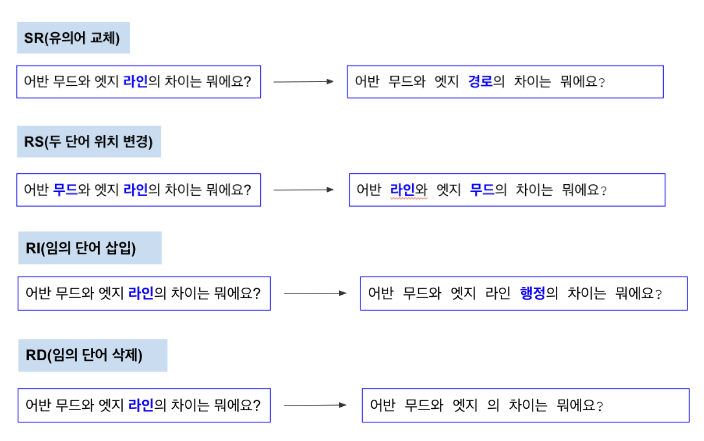 SR(유의어 교체)
어반 무드와 엣지 라인의 차이는 뭐에요?
어반 무드와 엣지 경로의 차이는 뭐에요?
RS(두 단어 위치 변경)
어반 무드와 엣지 라인의 차이는 뭐에요?
어반 라인와 엣지 무드의 차이는 뭐에요?
RI(임의 단어 삽입)
어반 무드와 엣지 라인의 차이는 뭐에요?
어반 무드와 엣지 라인 행정의 차이는 뭐에요?
RD(임의 단어 삭제)
어반 무드와 엣지 라인의 차이는 뭐에요?
어반 무드와 엣지 의 차이는 뭐에요?